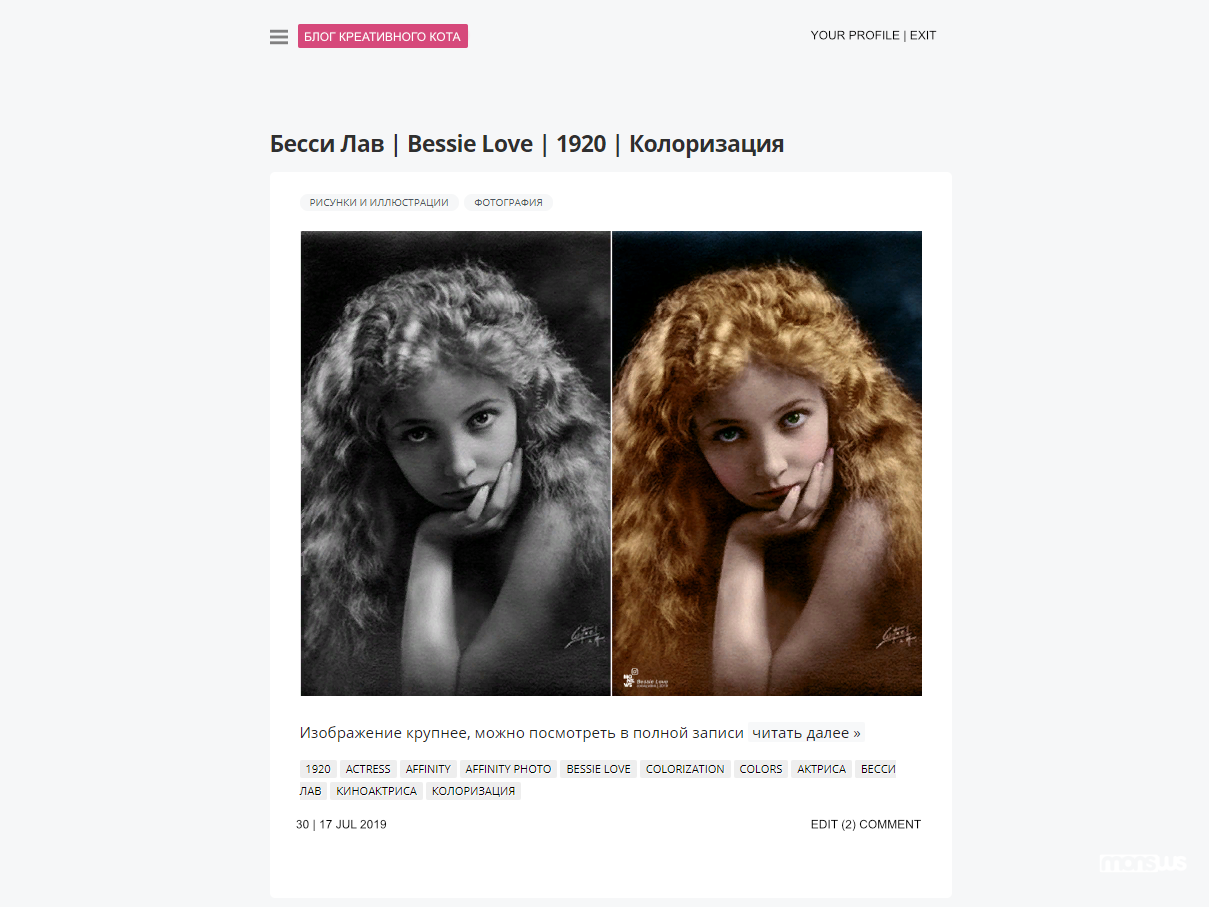 БЛОГ КРЕАТИВНОГО КОТА
YOUR PROFILE | EXIT
Бесси Лав | Bessie Love | 1920 | Колоризация
РИСУНКИ И ИЛЛЮСТРАЦИИ ФОТОГРАФИЯ
Bessie Love
Изображение крупнее, можно посмотреть в полной записи читать далее »
1920 ACTRESS AFFINITY AFFINITY PHOTO BESSIE LOVE COLORIZATION COLORS АКТРИСА БЕССИ
ЛАВ КИНОАКТРИСА КОЛОРИЗАЦИЯ
30 | 17 JUL 2019
EDIT (2) COMMENT
mons.ws